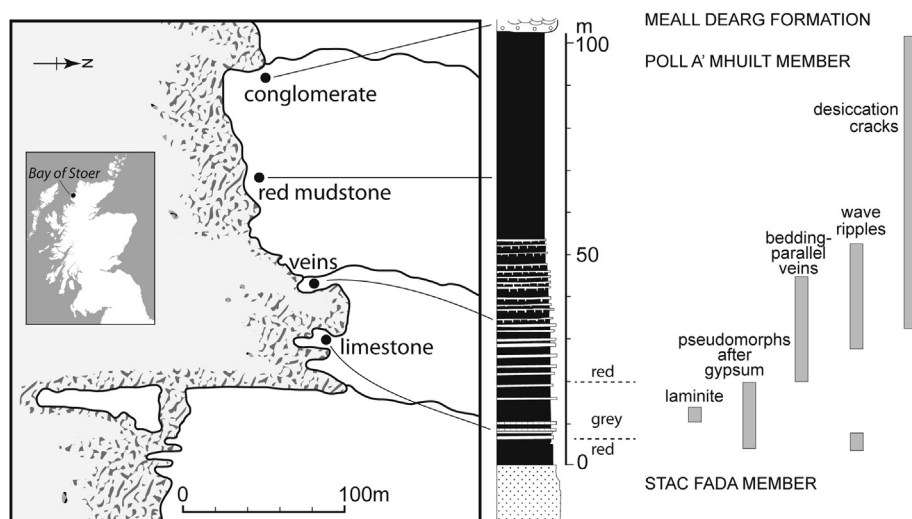 N
conglomerate
Bay of Stoer
red mudstone
veins
limestone
0
100m
m
100
50
0
red
grey
red
MEALL DEARG FORMATION
POLL A' MHUILT MEMBER
desiccation
cracks
wave
ripples
bedding-
parallel
veins
pseudomorphs
after
gypsum
laminite
STAC FADA MEMBER